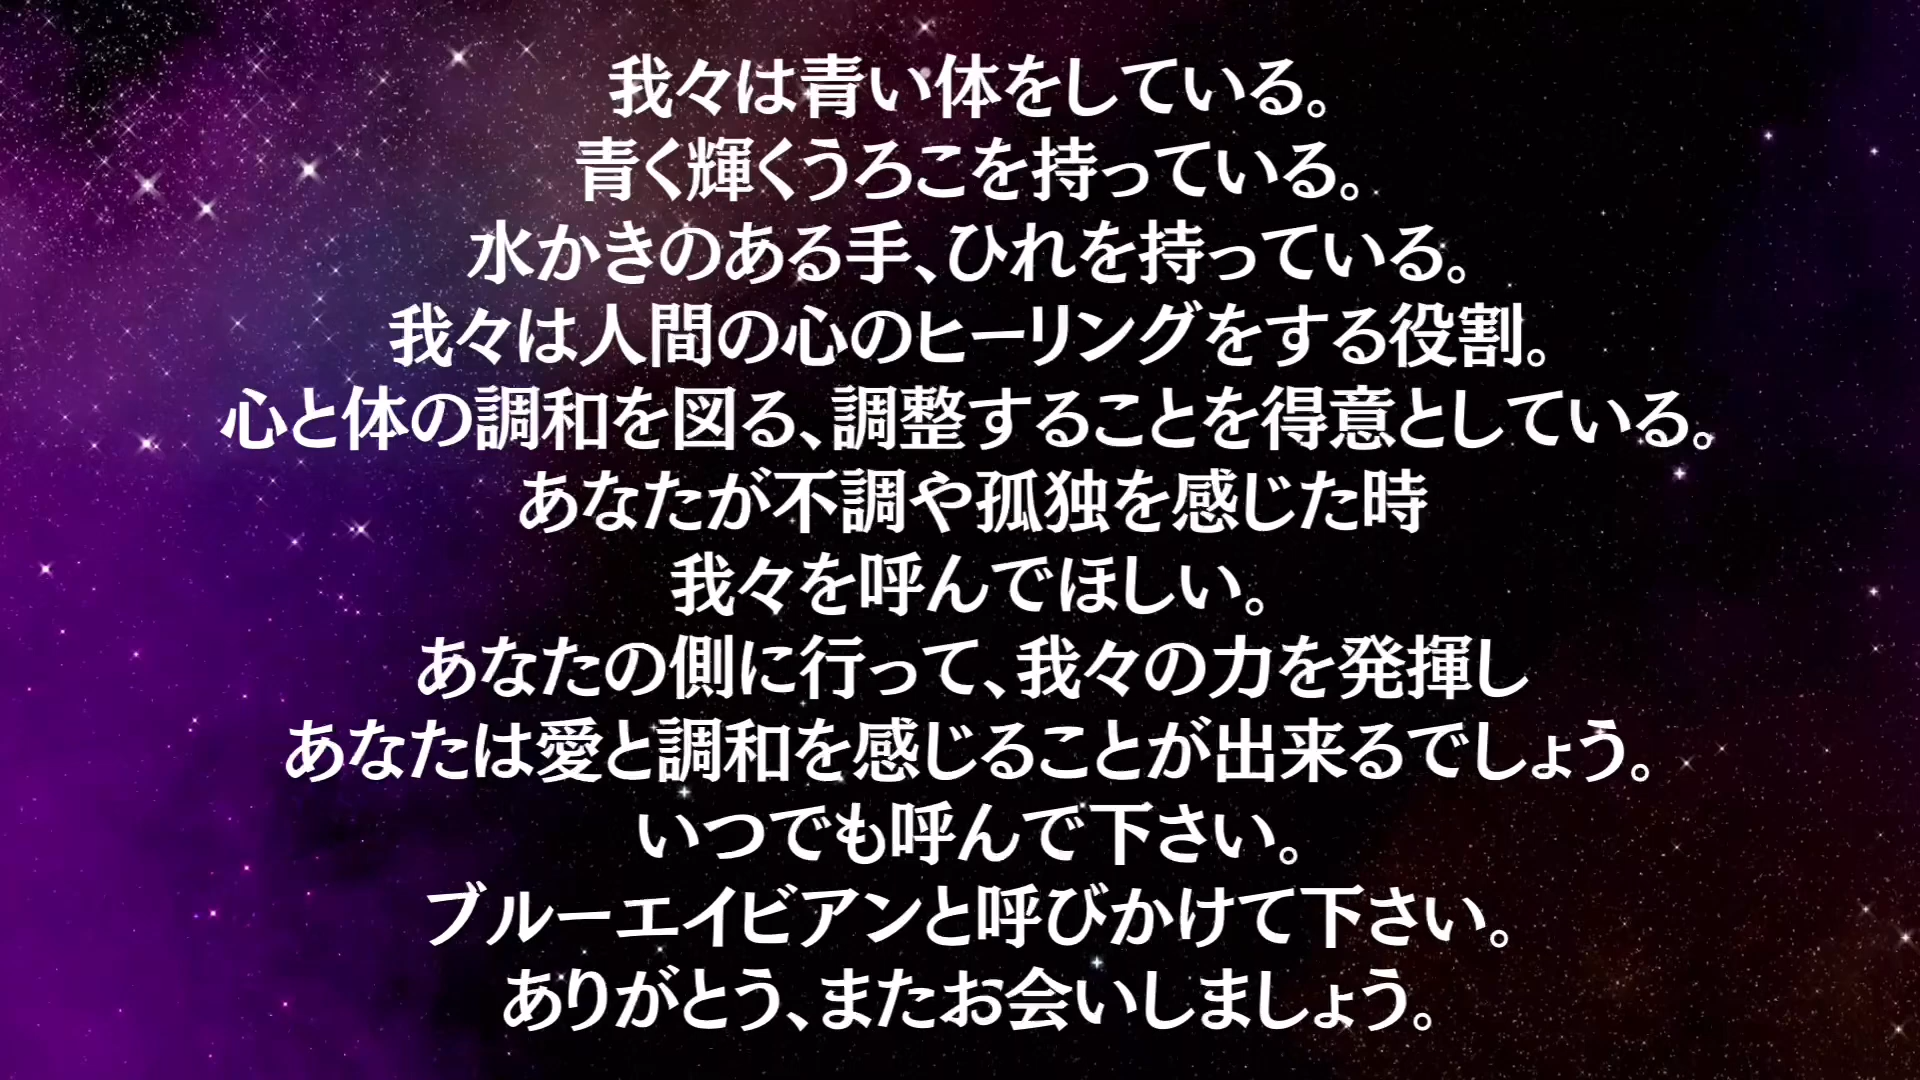 我々は青い体をしている。
青く輝くうろこを持っている。
水かきのある手、ひれを持っている。
我々は人間の心のヒーリングをする役割。
心と体の調和を図る、調整することを得意としている。
あなたが不調や孤独を感じた時
我々を呼んでほしい。
あなたの側に行って、我々の力を発揮し
あなたは愛と調和を感じることが出来るでしょう。
いつでも呼んで下さい。
ブルーエイビアンと呼びかけて下さい。
ありがとう、またお会いしましょう。